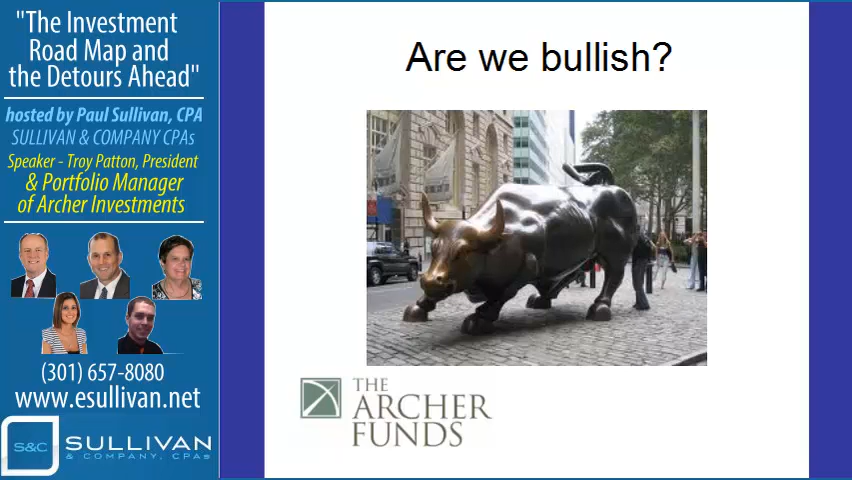 "The Investment
Road Map and
the Detours Ahead"
hosted by Paul Sullivan, CPA
SULLIVAN & COMPANY CPAs
Speaker - Troy Patton, President
& Portfolio Manager
of Archer Investments
(301) 657-8080
www.esullivan.net
S&C
SULLIVAN
& COMPANY, CPAs
Are we bullish?
THE
ARCHER
FUNDS